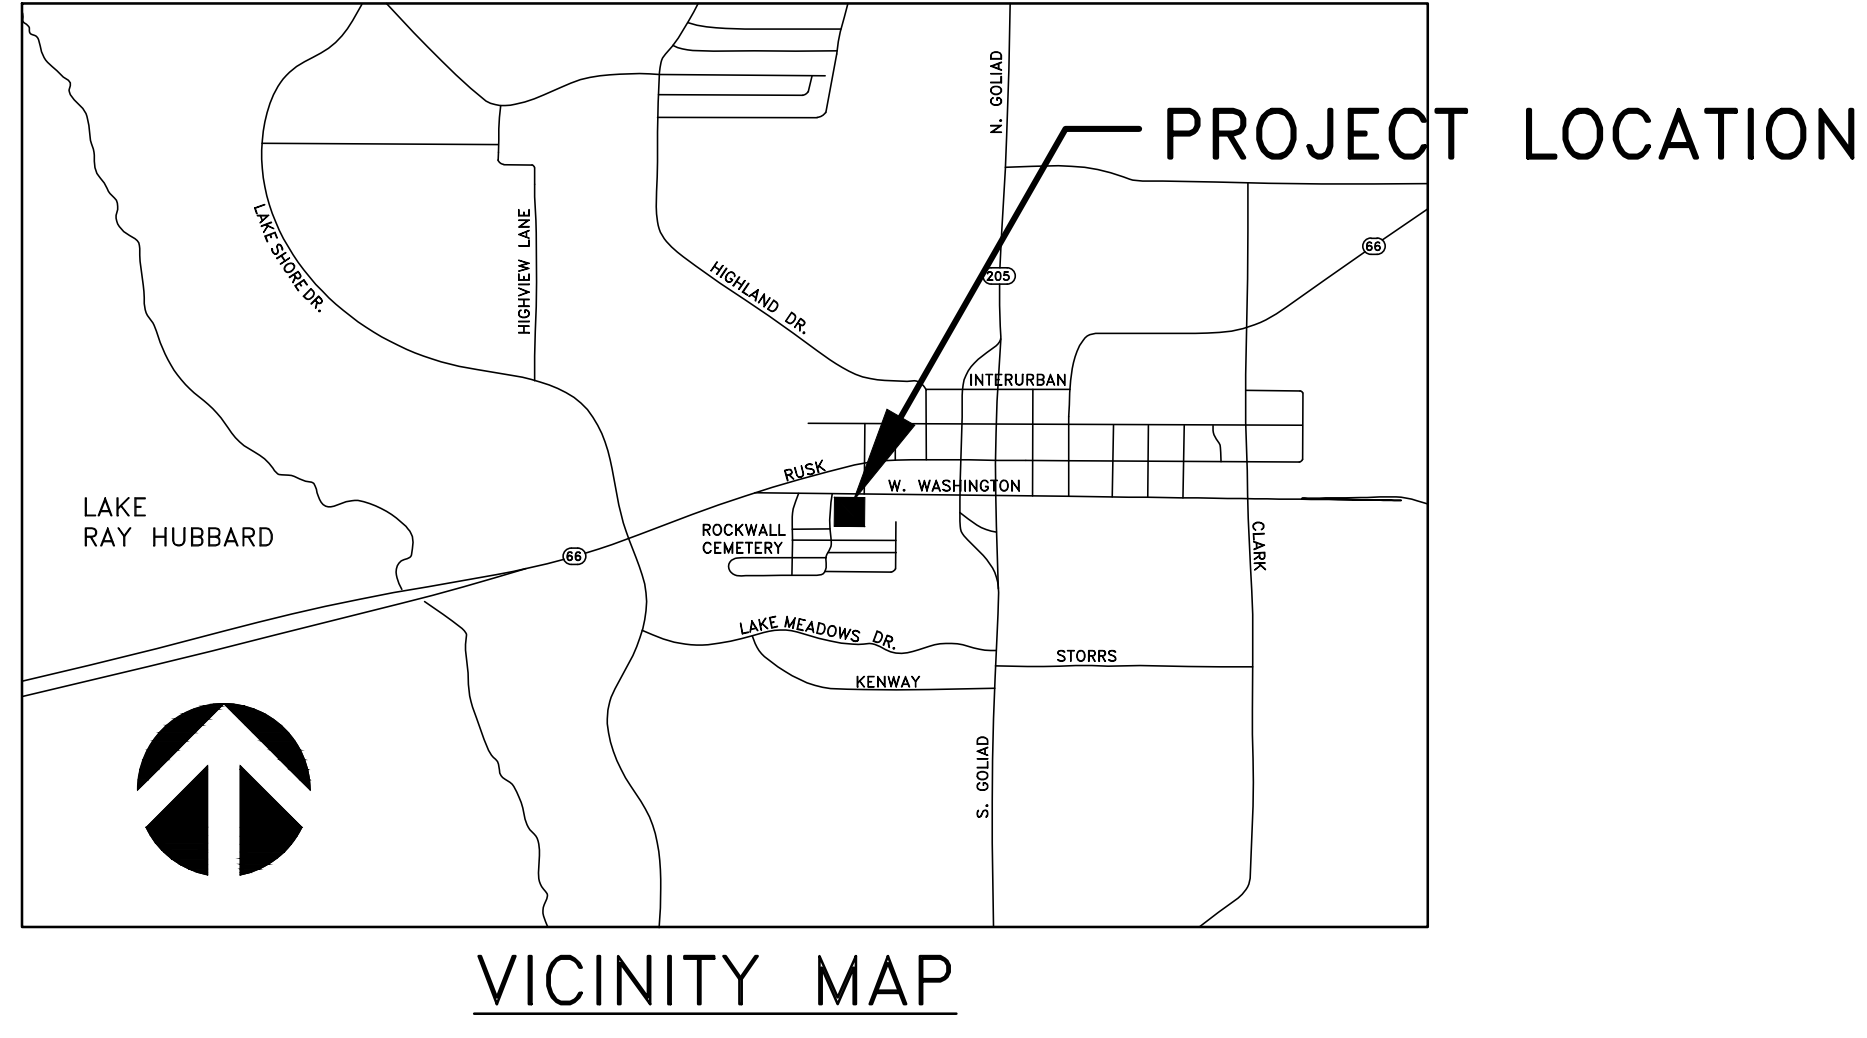 N. GOLIAD
PROJECT LOCATION
LAKE SHORE DR.
HIGHVIEW LANE
66
HIGHLAND DR.
205
INTERURBAN
RUSK
W. WASHINGTON
LAKE
RAY HUBBARD
ROCKWALL
CEMETERY
66
CLARK
LAKE MEADOWS DR.
STORRS
KENWAY
S. GOLIAD
VICINITY MAP